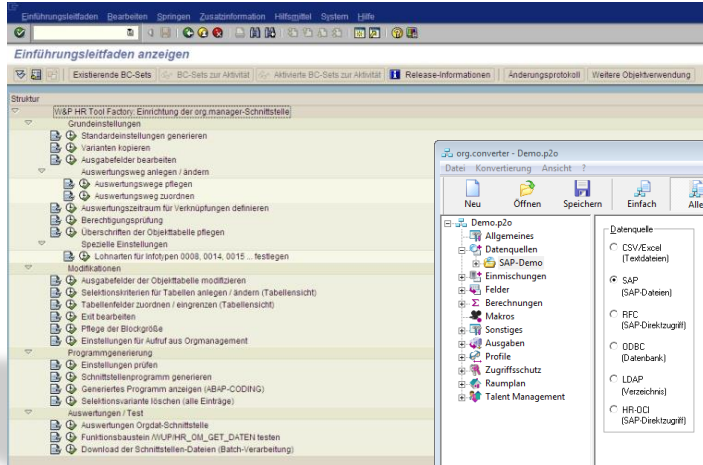 Einführungsleitfaden Bearbeiten Springen Zusatzinformation Hilfsmittel System Hilfe
Einführungsleitfaden anzeigen
Existierende BC-Sets BC-Sets zur Aktivität Aktivierte BC-Sets zur Aktivität Release-Informationen Änderungsprotokoll Weitere Objektverwendung
Struktur
W&P HR Tool Factory: Einrichtung der org.manager-Schnittstelle
Grundeinstellungen
Standardeinstellungen generieren
Varianten kopieren
Ausgabefelder bearbeiten
Auswertungsweg anlegen / ändern
Auswertungswege pflegen
Auswertungsweg zuordnen
Auswertungszeitraum für Verknüpfungen definieren
Berechtigungsprüfung
Überschriften der Objekttabelle pflegen
Spezielle Einstellungen
Lohnarten für Infotypen 0008, 0014, 0015 ... festlegen
Modifikationen
Ausgabefelder der Objekttabelle modifizieren
Selektionskriterien für Tabellen anlegen / ändern (Tabellensicht)
Tabellenfelder zuordnen / eingrenzen (Tabellensicht)
Exit bearbeiten
Pflege der Blockgröße
Einstellungen für Aufruf aus Orgmanagement
Programmgenerierung
Einstellungen prüfen
Schnittstellenprogramm generieren
Generiertes Programm anzeigen (ABAP-CODING)
Selektionsvariante löschen (alle Einträge)
Auswertungen / Test
Auswertungen Orgdat-Schnittstelle
Funktionsbaustein /WUP/HR_OM_GET_DATEN testen
Download der Schnittstellen-Dateien (Batch-Verarbeitung)
org.converter - Demo.p2o
Datei Konvertierung Ansicht ?
Neu Öffnen Speichern Einfach Alle
Demo.p2o
Allgemeines
Datenquellen
SAP-Demo
Einmischungen
Felder
Berechnungen
Makros
Sonstiges
Ausgaben
Profile
Zugriffsschutz
Raumplan
Talent Management
Datenquelle
CSV/Excel
(Textdateien)
SAP
(SAP-Dateien)
RFC
(SAP-Direktzugriff)
ODBC
(Datenbank)
LDAP
(Verzeichnis)
HR-OCI
(SAP-Direktzugriff)